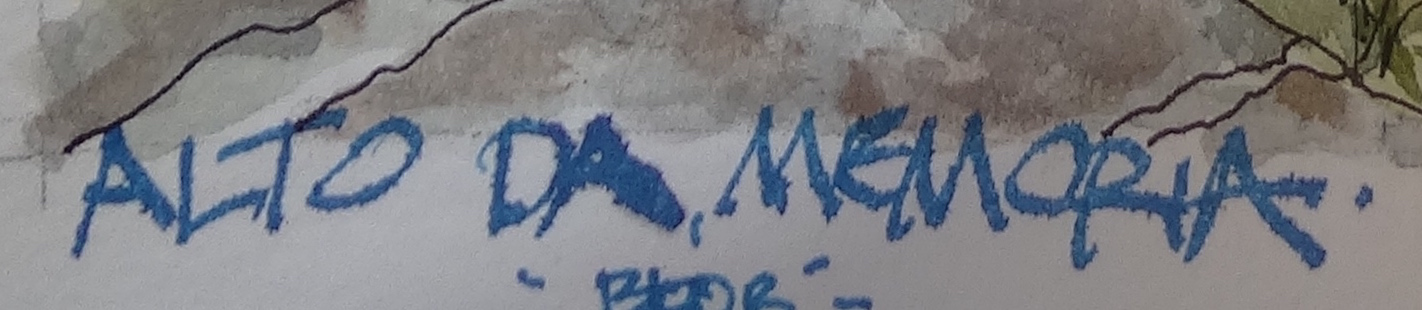 ALTO DA, MEMORIA.